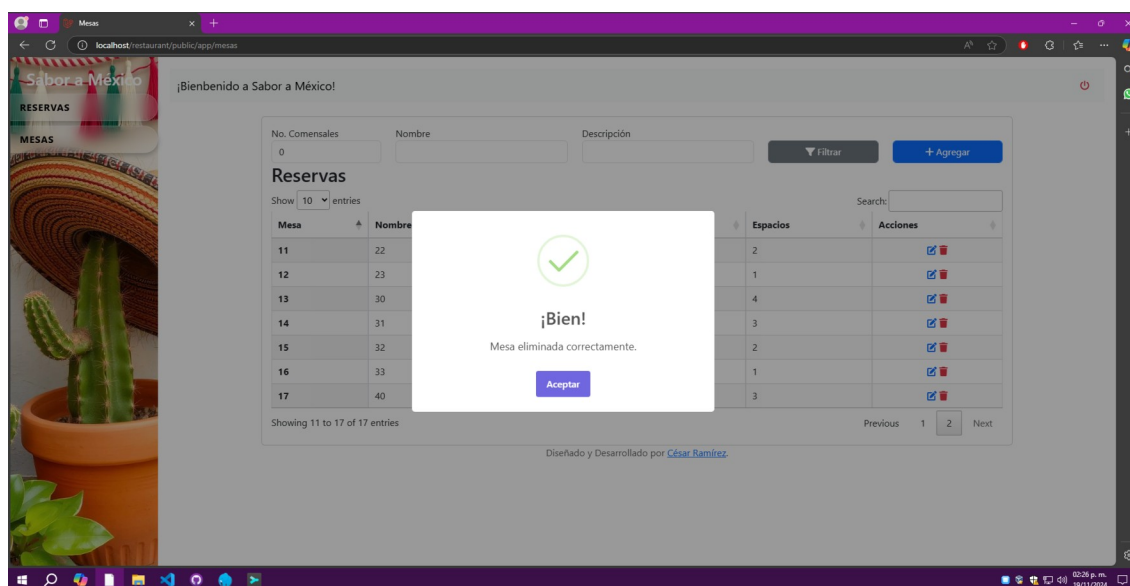 Mesas
localhost/restaurant/public/app/mesas
Sabor a México
RESERVAS
MESAS
¡Bienbenido a Sabor a México!
No. Comensales Nombre Descripción
0 Filtrar + Agregar
Reservas
Show 10 entries Search:
Mesa Nombre Espacios Acciones
11 22 2
12 23 1
13 30 4
14 31 3
15 32 2
16 33 1
17 40 3
¡Bien!
Mesa eliminada correctamente.
Aceptar
Showing 11 to 17 of 17 entries Previous 1 2 Next
Diseñado y Desarrollado por César Ramírez.
02:26 p. m.
19/11/2024